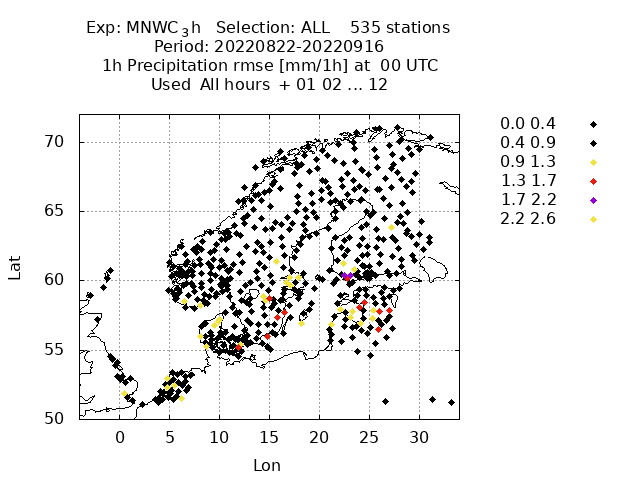 Exp: MNWC_3h   Selection: ALL    535 stations
Period: 20220822-20220916
1h Precipitation rmse [mm/1h] at  00 UTC
Used  All hours  + 01 02 ... 12
0.0 0.4
0.4 0.9
0.9 1.3
1.3 1.7
1.7 2.2
2.2 2.6
70
65
60
55
50
Lat
0 5 10 15 20 25 30
Lon